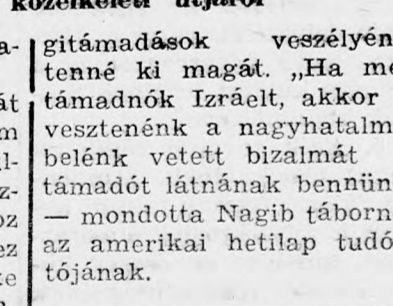 közelkeleti útjáról
gitámadások veszélyén
tenné ki magát. „Ha me
támadnók Izráelt, akkor
vesztenénk a nagyhatalm
belénk vetett bizalmát
támadót látnának bennün
— mondotta Nagib táborn
az amerikai hetilap tudó
tójának.